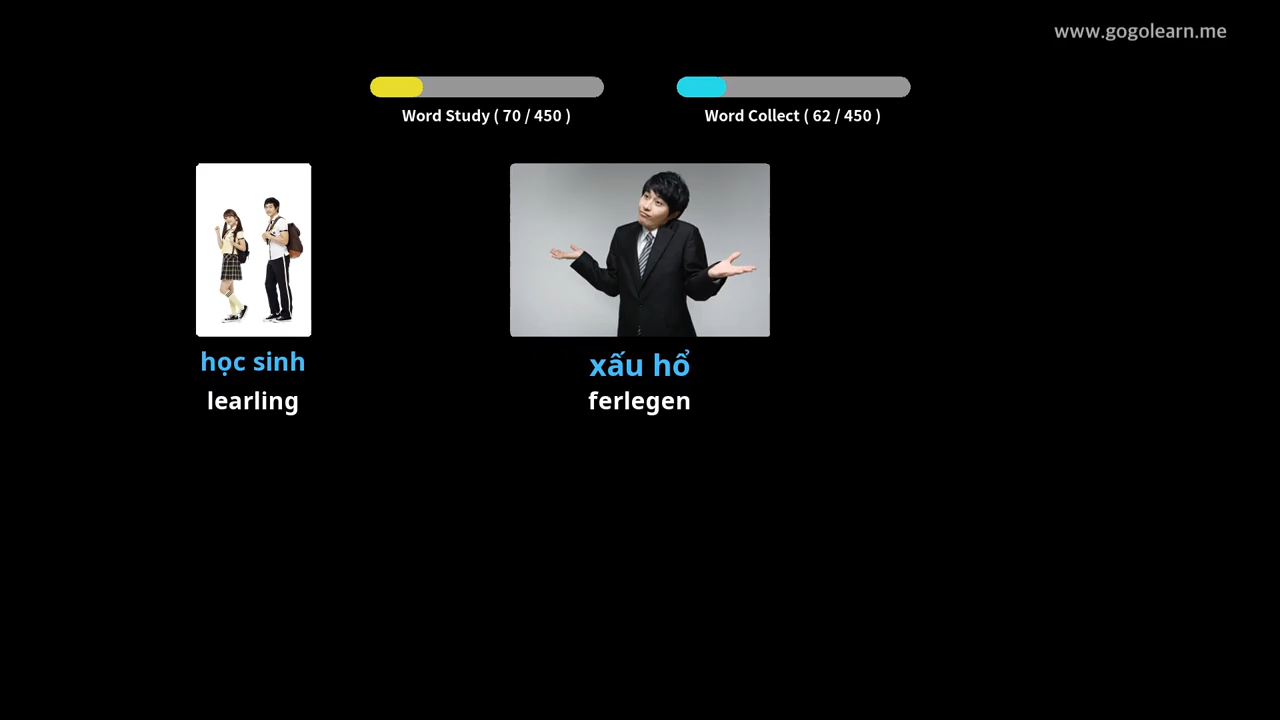 www.gogolearn.me
Word Study ( 70 / 450 )
Word Collect ( 62 / 450 )
học sinh
learling
xấu hổ
ferlegen